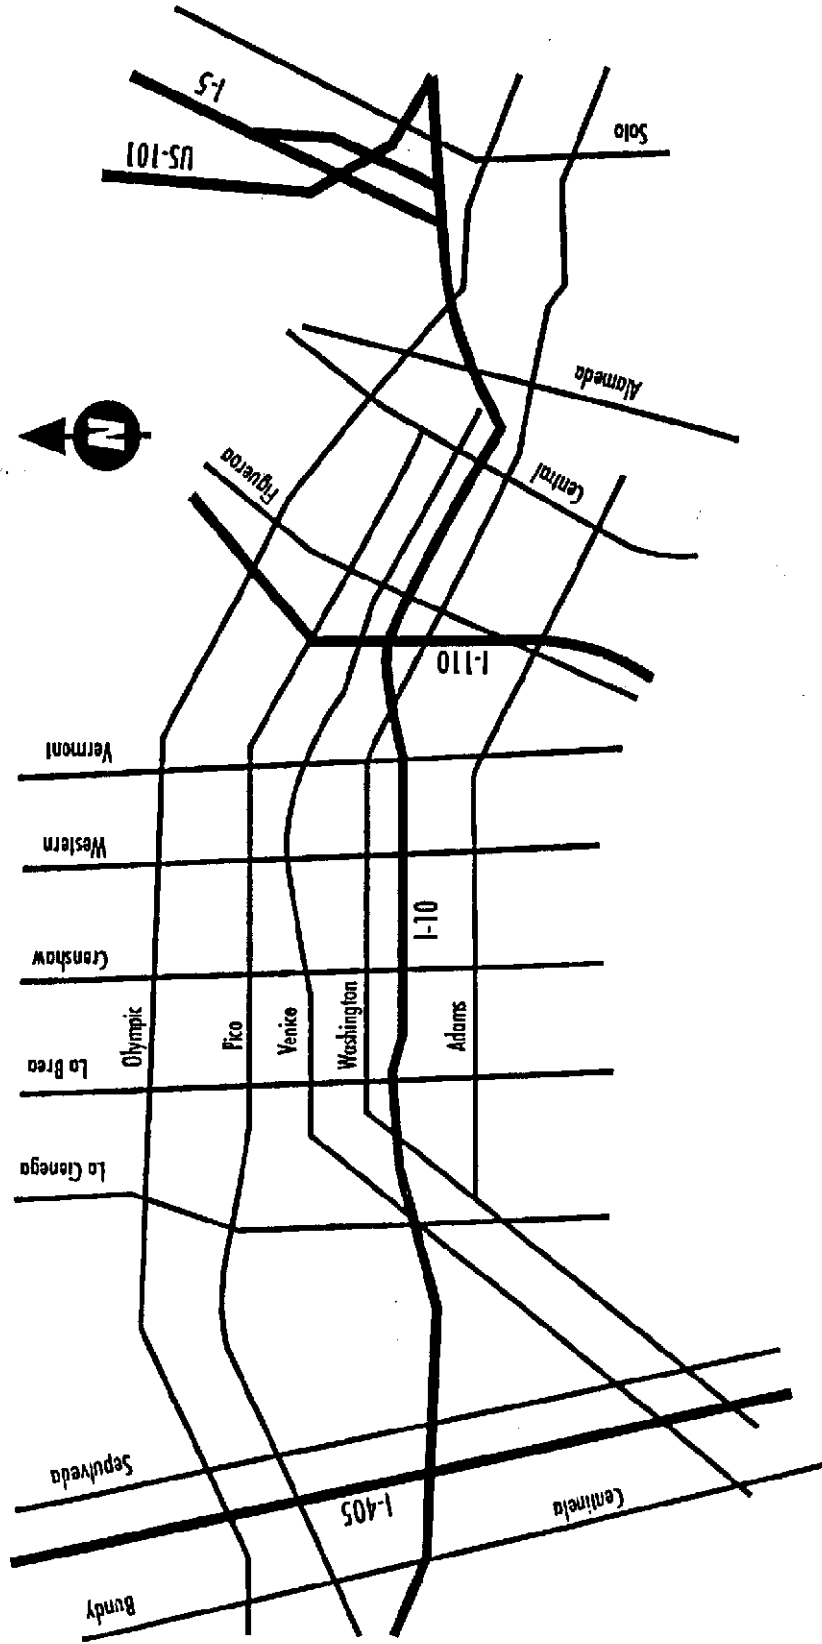 I-5
US-101
Soto
Alameda
N
Figueroa
Central
I-110
Vermont
Western
Crenshaw
I-10
Olympic
Pico
Venice
Washington
Adams
La Brea
La Cienega
Sepulveda
I-405
Centinela
Bundy